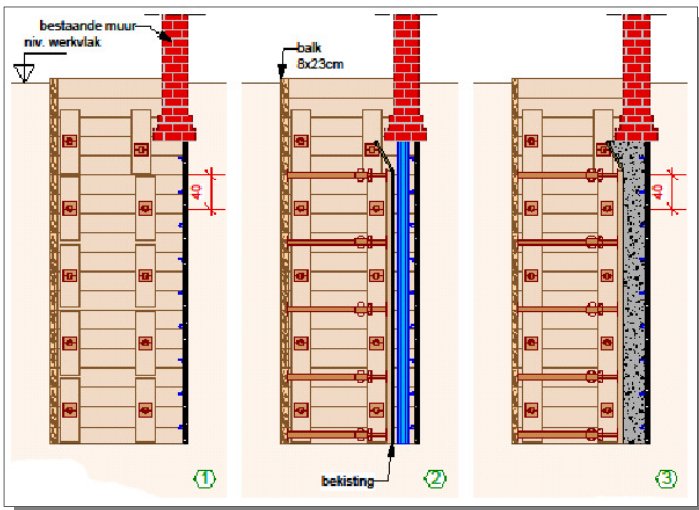 bestaande muur
niv. werkvlak
balk
8x23cm
40
40
bekisting
1
2
3